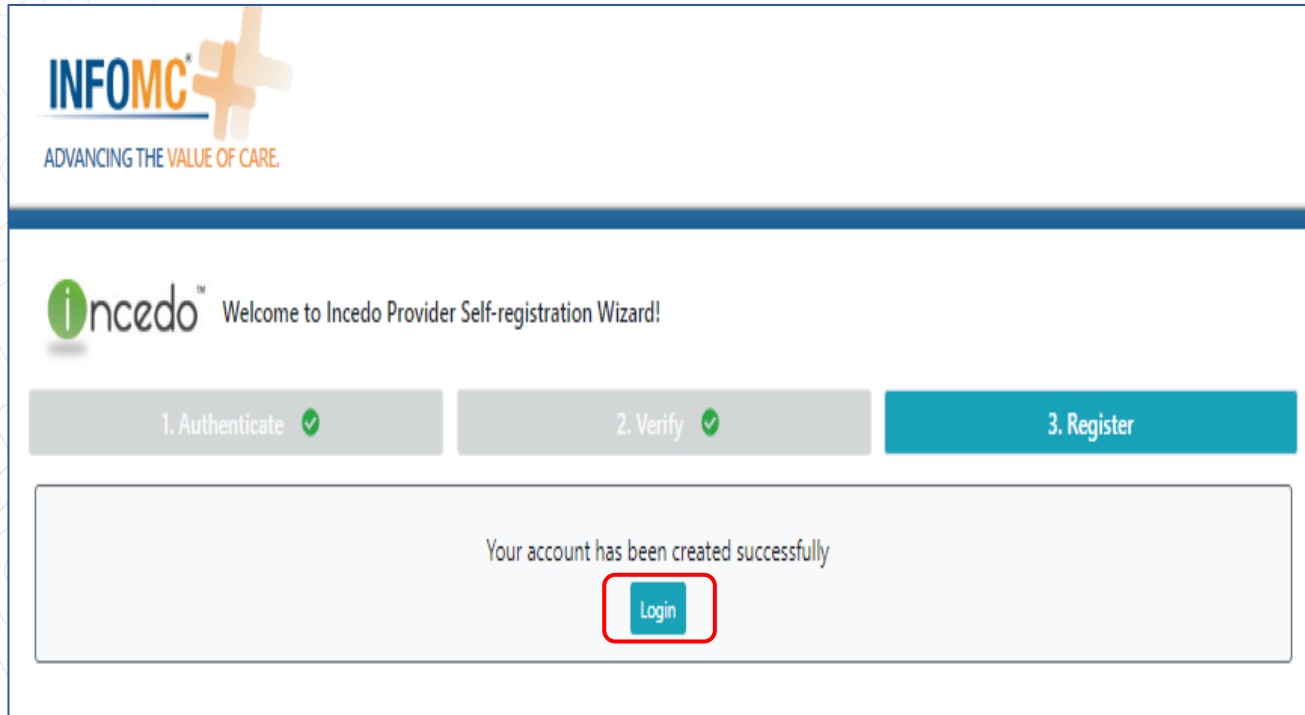 INFOMC®
ADVANCING THE VALUE OF CARE.
incedo™ Welcome to Incedo Provider Self-registration Wizard!
1. Authenticate 2. Verify 3. Register
Your account has been created successfully
Login